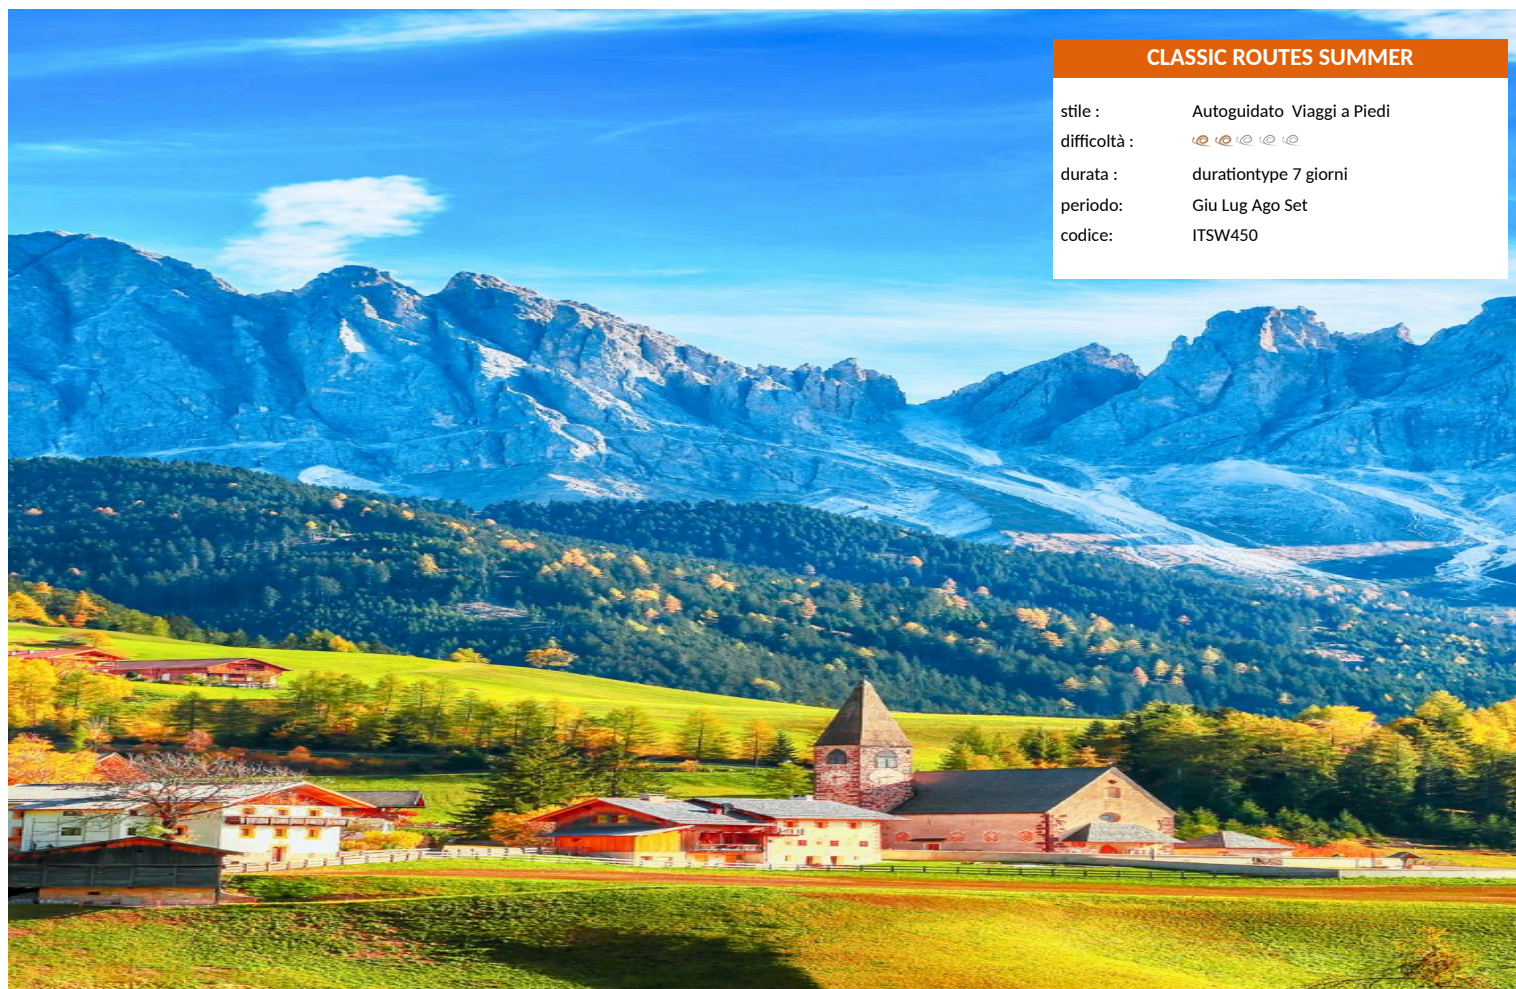 CLASSIC ROUTES SUMMER
stile : Autoguidato Viaggi a Piedi
difficoltà :
durata : durationtype 7 giorni
periodo: Giu Lug Ago Set
codice: ITSW450